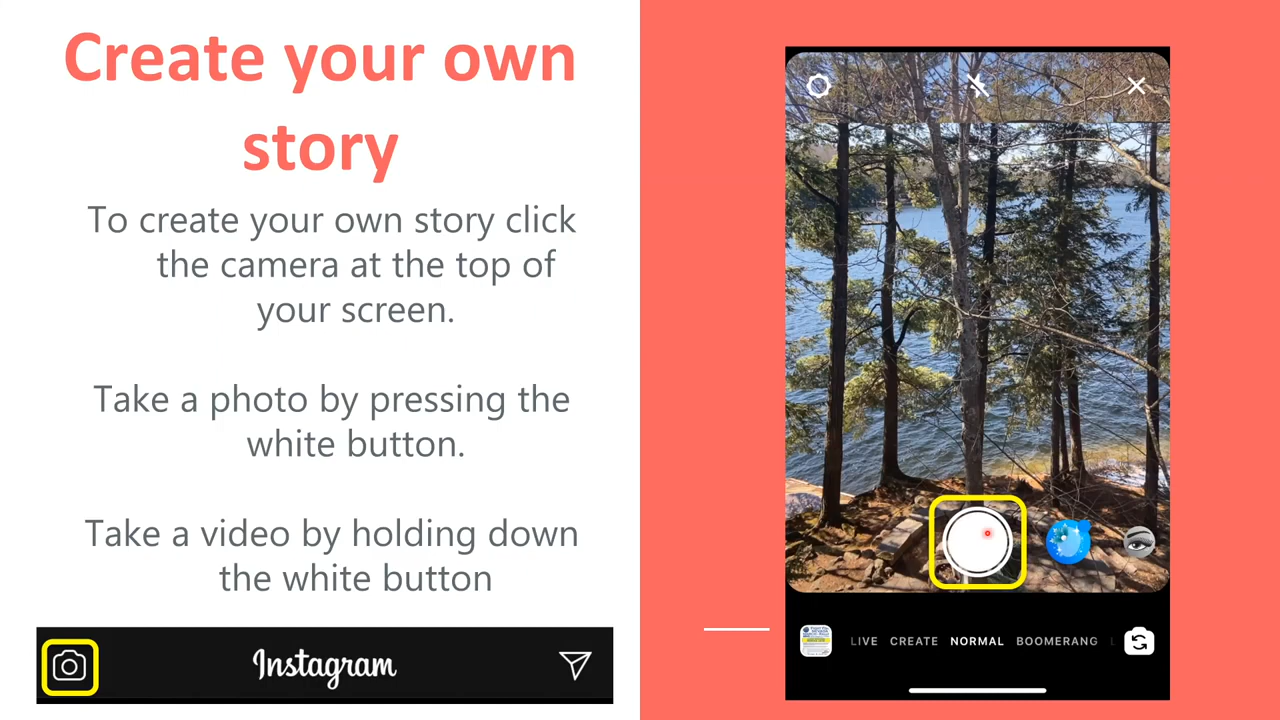 Create your own
story
To create your own story click
the camera at the top of
your screen.
Take a photo by pressing the
white button.
Take a video by holding down
the white button
Instagram
LIVE CREATE NORMAL BOOMERANG L